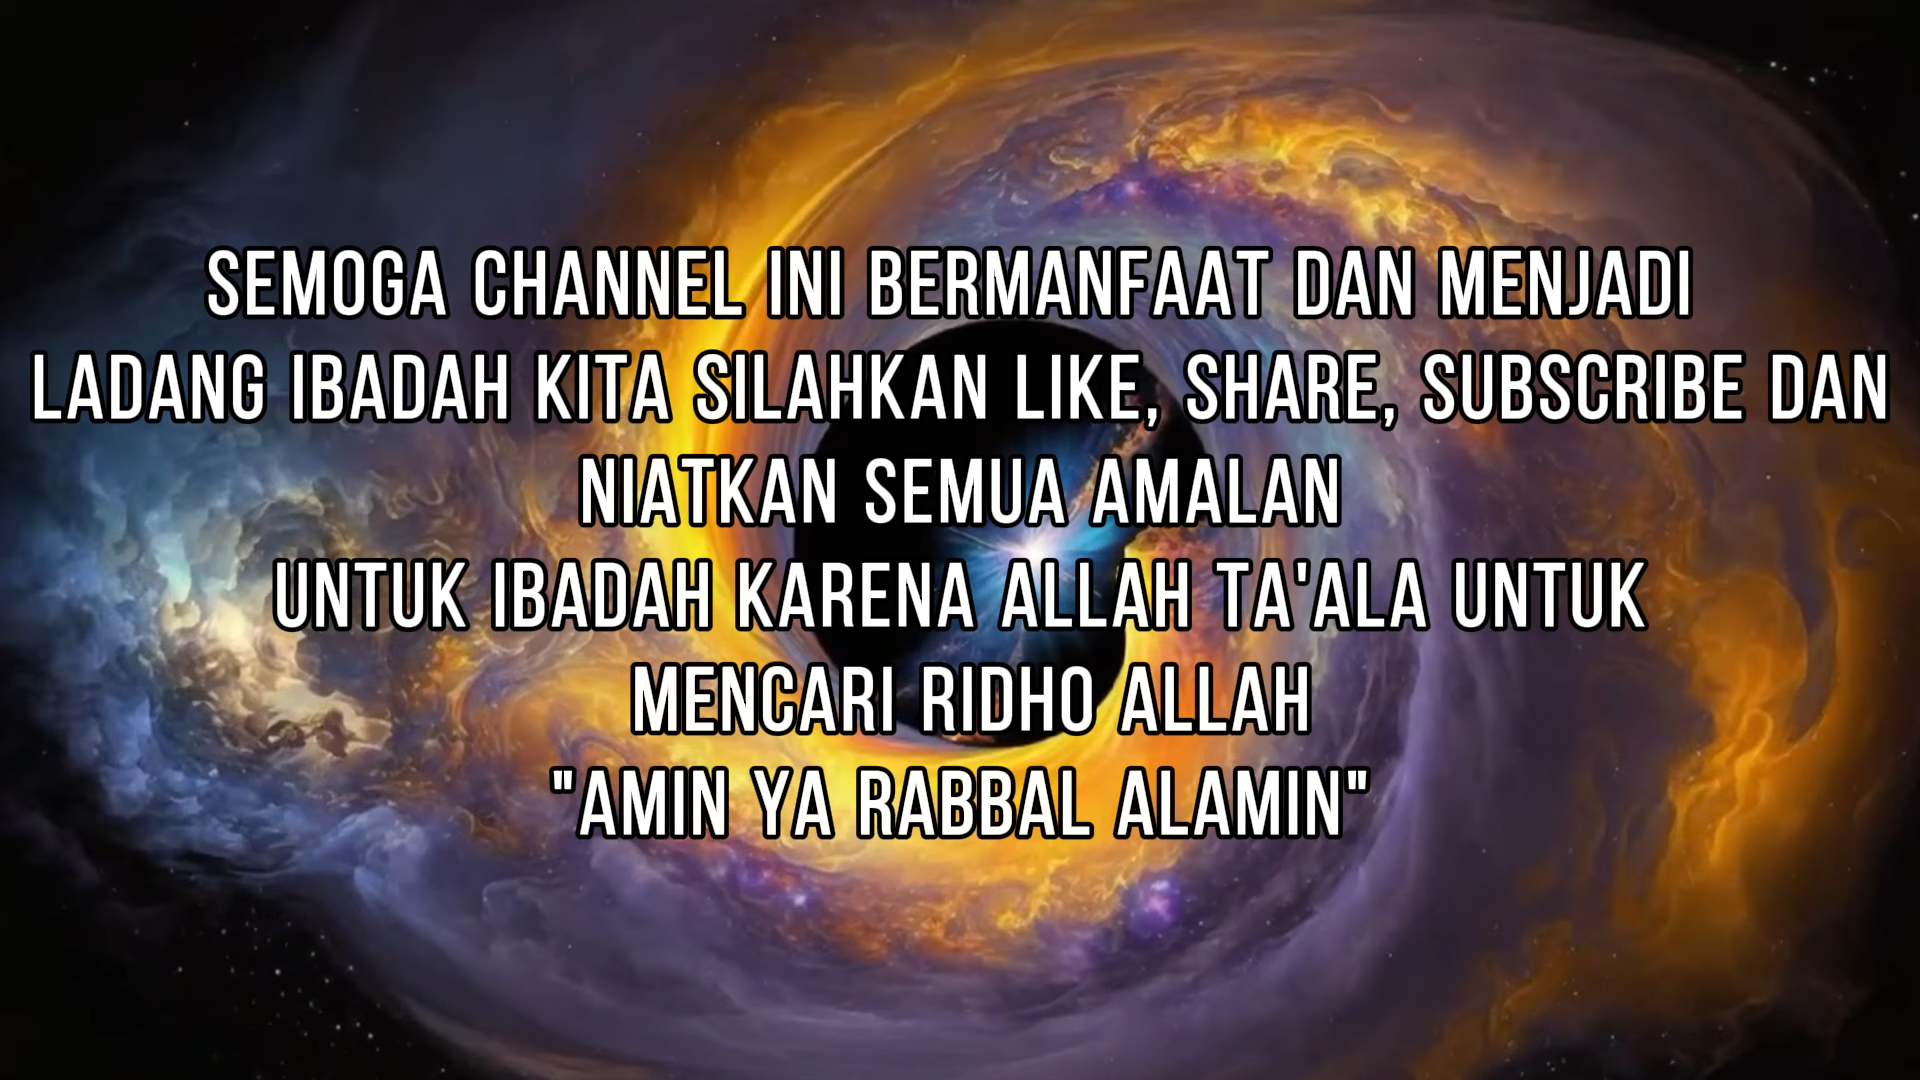 SEMOGA CHANNEL INI BERMANFAAT DAN MENJADI
LADANG IBADAH KITA SILAHKAN LIKE, SHARE, SUBSCRIBE DAN
NIATKAN SEMUA AMALAN
UNTUK IBADAH KARENA ALLAH TA'ALA UNTUK
MENCARI RIDHO ALLAH
"AMIN YA RABBAL ALAMIN"